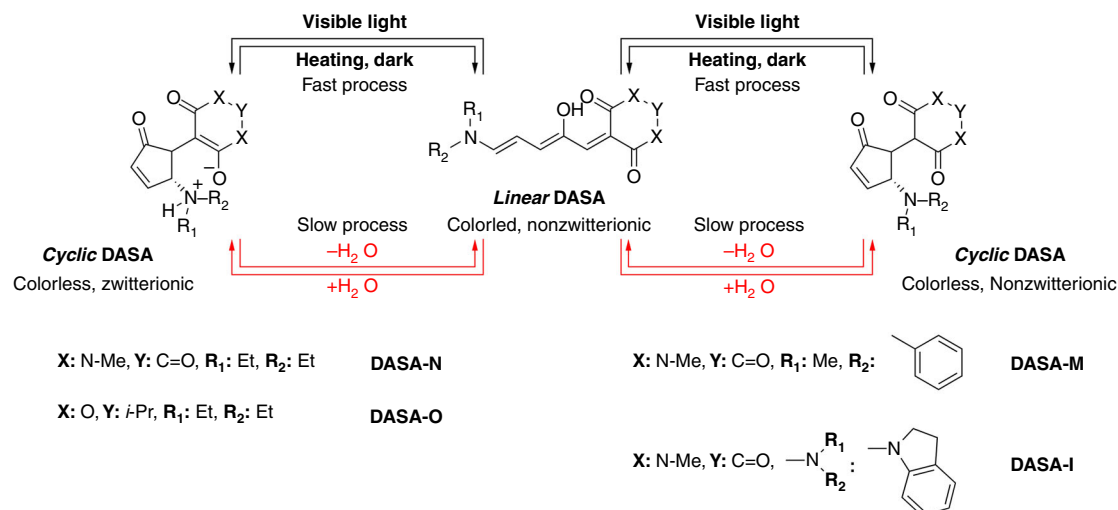 Visible light
Heating, dark
Fast process
Visible light
Heating, dark
Fast process
O X Y X O
O
H N + R2
R1
R1 N R2
OH
O X Y X O
O X Y X O
O
N R2
R1
Cyclic DASA
Colorless, zwitterionic
Slow process
–H2 O
+H2 O
Linear DASA
Colorled, nonzwitterionic
Slow process
–H2 O
+H2 O
Cyclic DASA
Colorless, Nonzwitterionic
X: N-Me, Y: C=O, R1: Et, R2: Et DASA-N
X: O, Y: i-Pr, R1: Et, R2: Et DASA-O
X: N-Me, Y: C=O, R1: Me, R2: DASA-M
X: N-Me, Y: C=O, —N R1 R2 : —N DASA-I